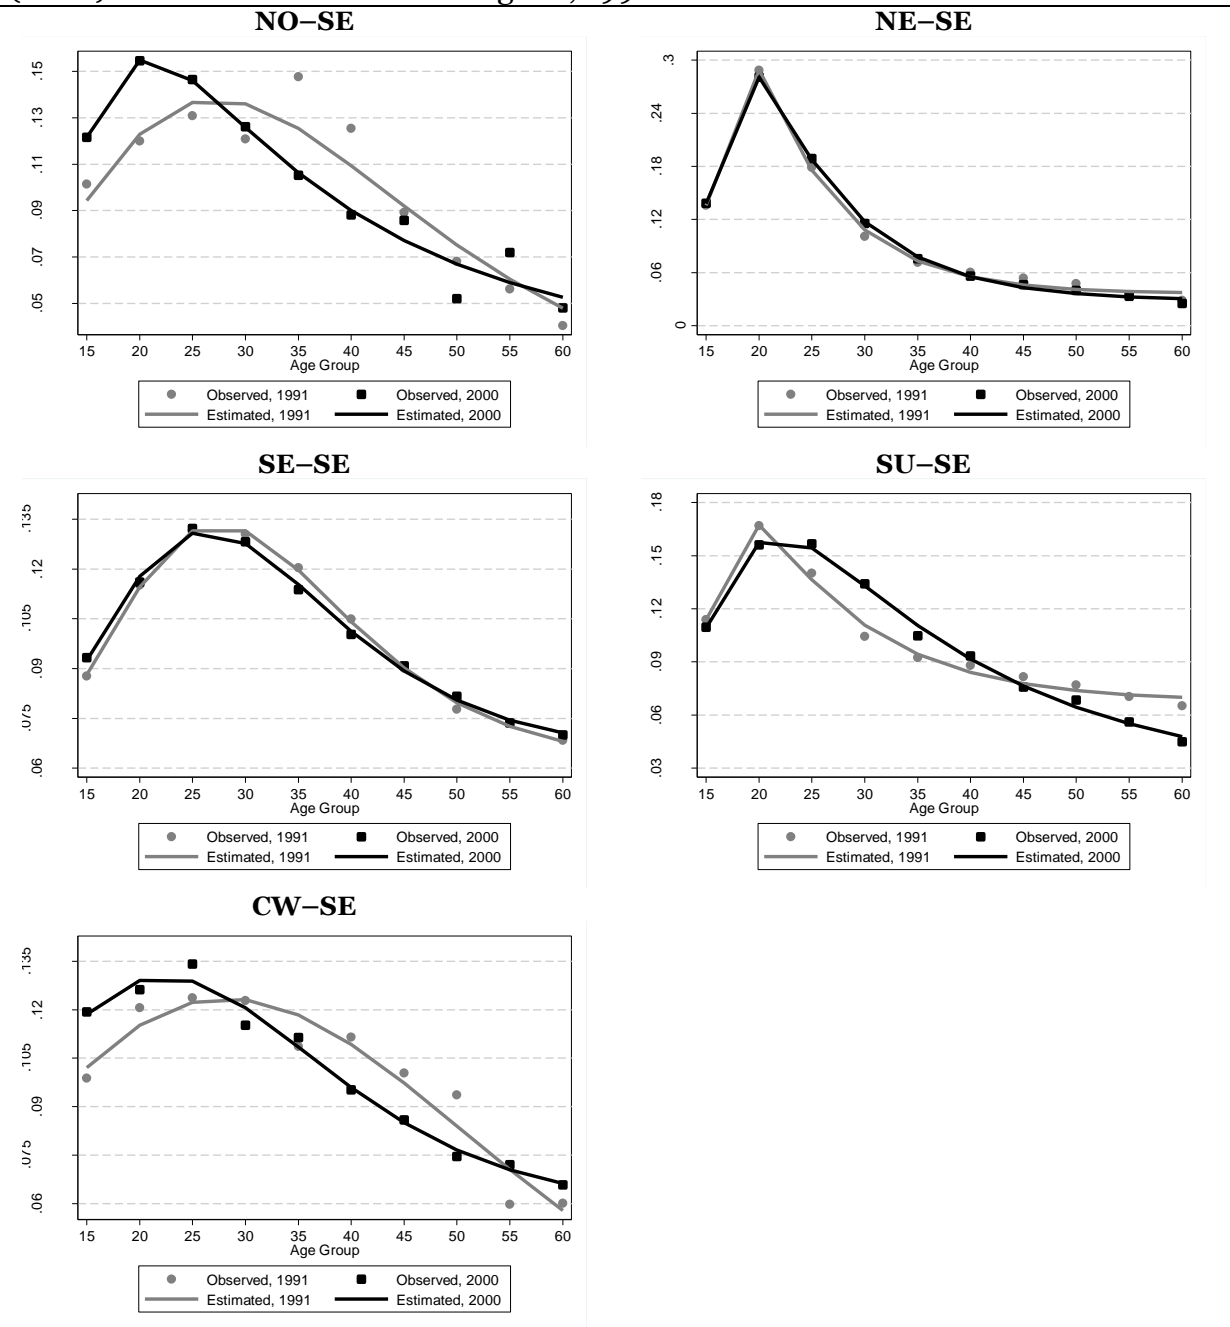 NO–SE
NE–SE
.15
.13
.11
.09
.07
.05
15 20 25 30 35 40 45 50 55 60
Age Group
Observed, 1991 Observed, 2000
Estimated, 1991 Estimated, 2000
.3
.24
.18
.12
.06
0
15 20 25 30 35 40 45 50 55 60
Age Group
Observed, 1991 Observed, 2000
Estimated, 1991 Estimated, 2000
SE–SE
SU–SE
.135
.12
.105
.09
.075
.06
15 20 25 30 35 40 45 50 55 60
Age Group
Observed, 1991 Observed, 2000
Estimated, 1991 Estimated, 2000
.18
.15
.12
.09
.06
.03
15 20 25 30 35 40 45 50 55 60
Age Group
Observed, 1991 Observed, 2000
Estimated, 1991 Estimated, 2000
CW–SE
.135
.12
.105
.09
.075
.06
15 20 25 30 35 40 45 50 55 60
Age Group
Observed, 1991 Observed, 2000
Estimated, 1991 Estimated, 2000